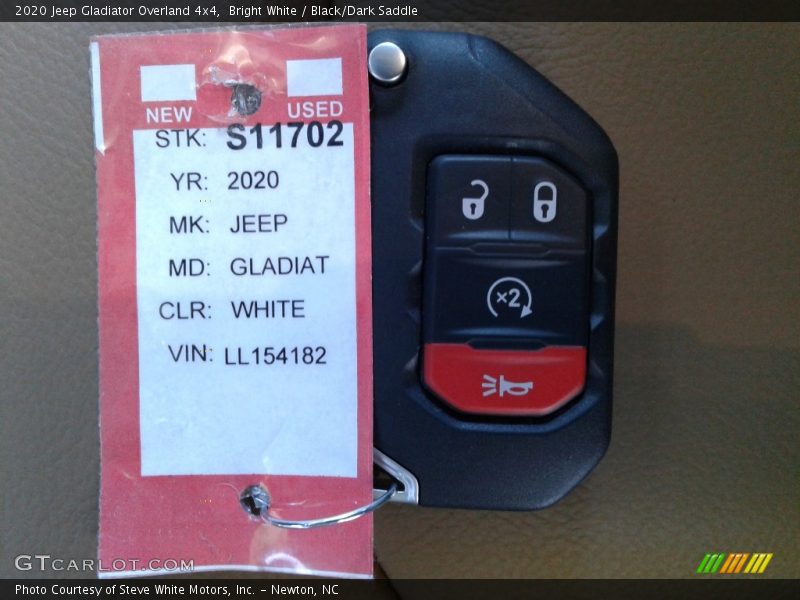 2020 Jeep Gladiator Overland 4x4, Bright White / Black/Dark Saddle
NEW USED
STK: S11702
YR: 2020
MK: JEEP
MD: GLADIAT
CLR: WHITE
VIN: LL154182
×2
GTCARLOT.COM
Photo Courtesy of Steve White Motors, Inc. – Newton, NC